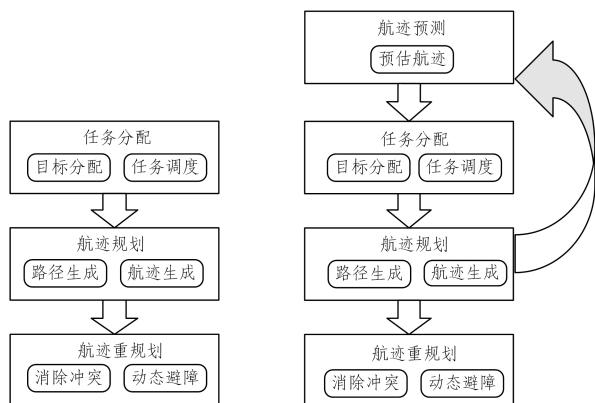 任务分配
目标分配 任务调度
航迹规划
路径生成 航迹生成
航迹重规划
消除冲突 动态避障
航迹预测
预估航迹
任务分配
目标分配 任务调度
航迹规划
路径生成 航迹生成
航迹重规划
消除冲突 动态避障